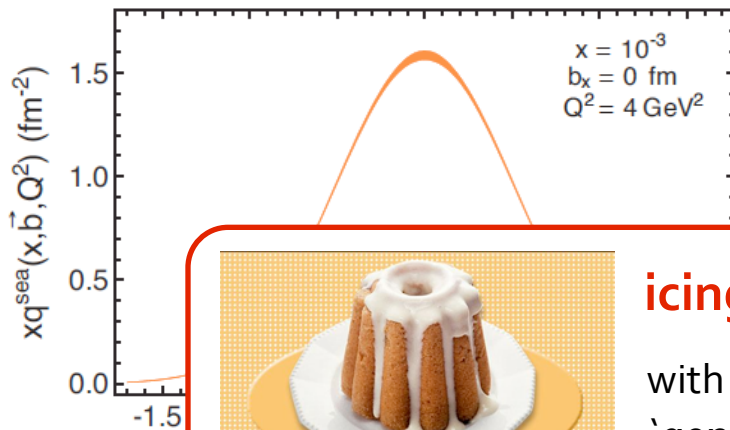 x = 10⁻³
bₓ = 0 fm
Q² = 4 GeV²
xq^sea(x,b⃗,Q²) (fm⁻²)
1.5
1.0
0.5
0.0
-1.5
icing
with